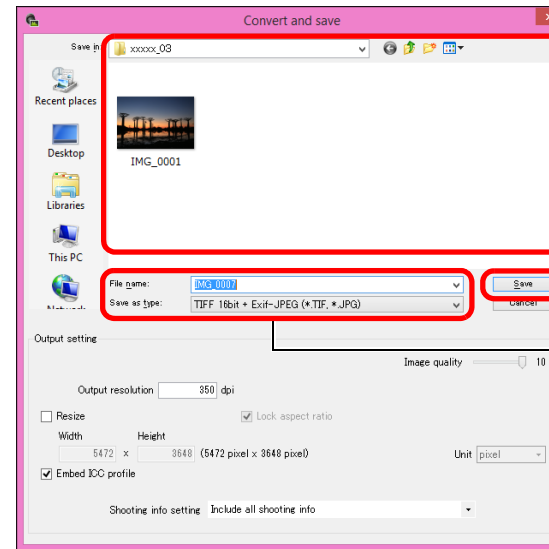 Convert and save
Save in: xxxxx_03
Recent places
Desktop
Libraries
This PC
Network
IMG_0001
File name: IMG_0007
Save as type: TIFF 16bit + Exif-JPEG (*.TIF, *.JPG)
Save
Cancel
Output setting
Image quality 10
Output resolution 350 dpi
Resize
Lock aspect ratio
Width Height
5472 x 3648 (5472 pixel x 3648 pixel)
Unit pixel
Embed ICC profile
Shooting info setting Include all shooting info